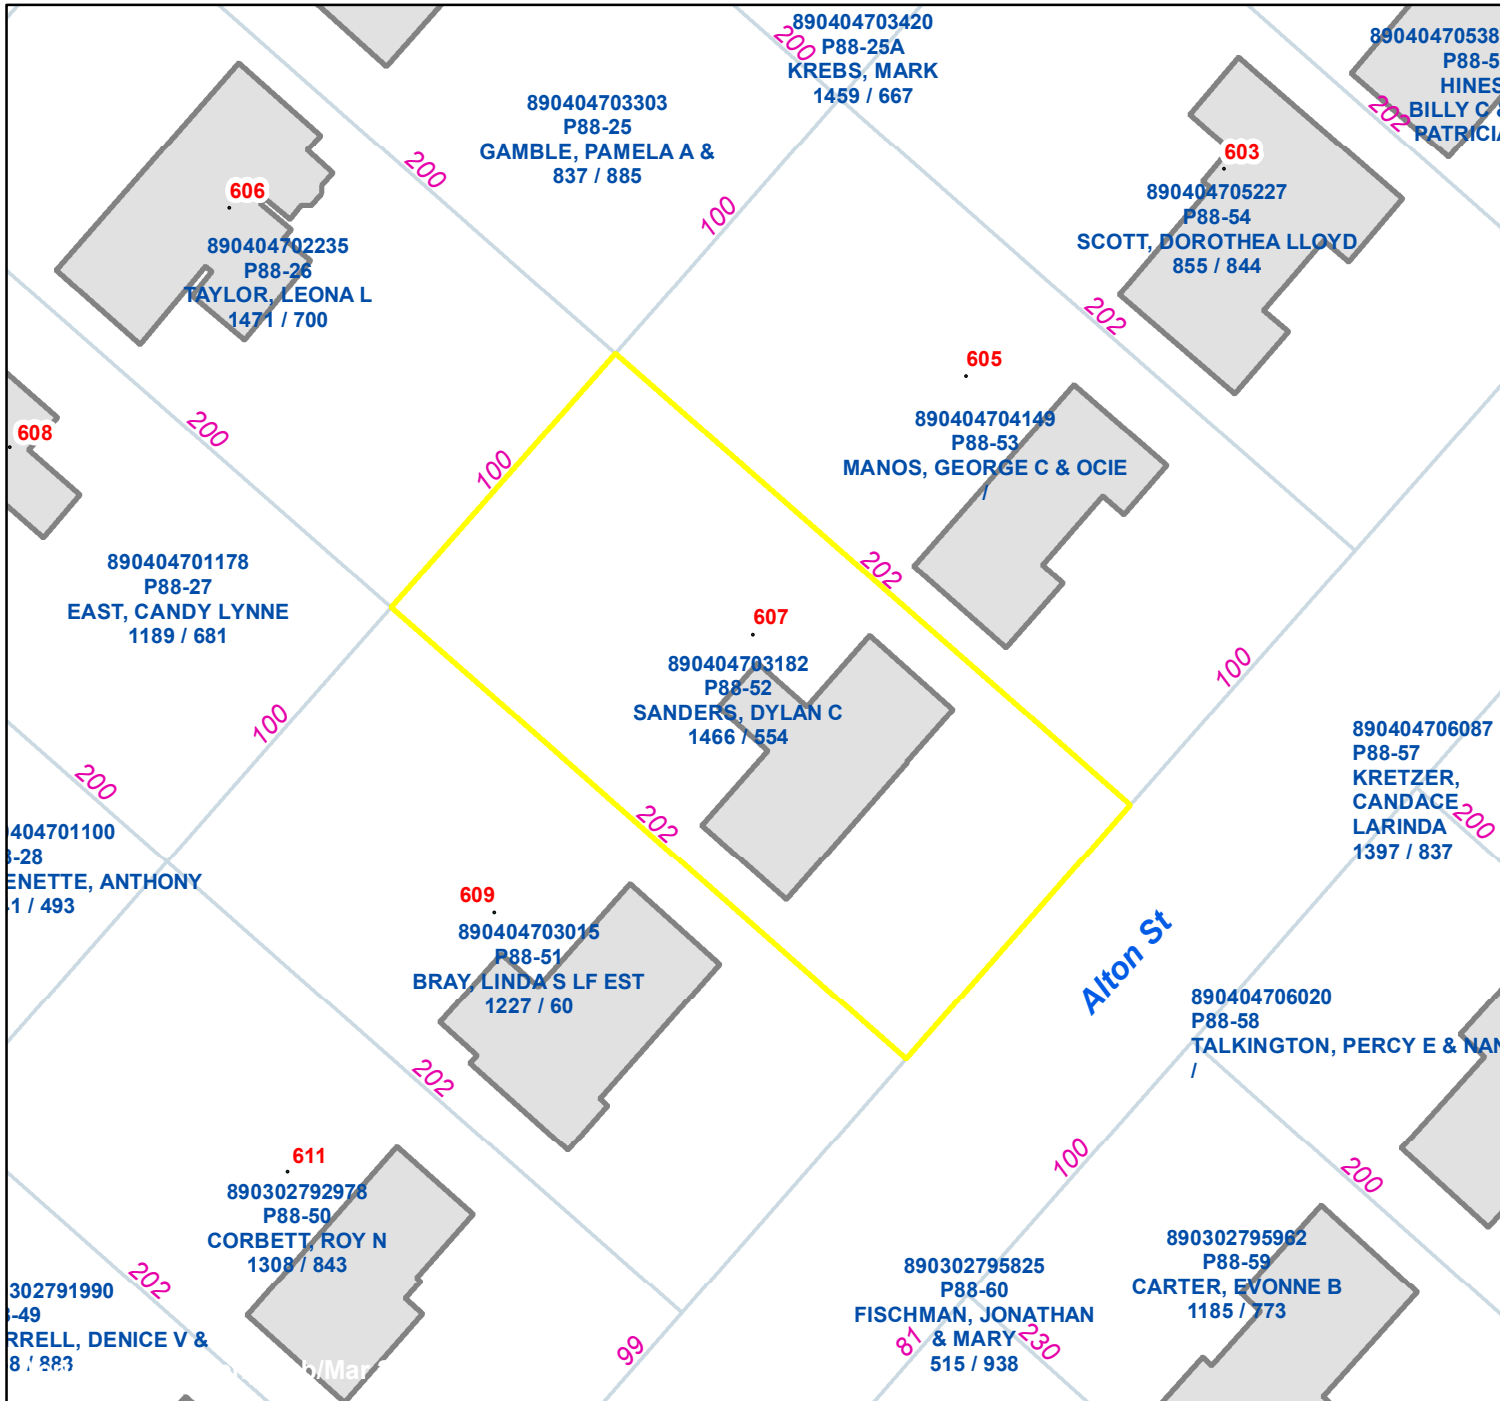 890404703420
P88-25A
KREBS, MARK
1459 / 667
200
89040470538
P88-5
HINES
BILLY C &
PATRICIA
202
890404703303
P88-25
GAMBLE, PAMELA A &
837 / 885
200
100
603
890404705227
P88-54
SCOTT, DOROTHEA LLOYD
855 / 844
606
890404702235
P88-26
TAYLOR, LEONA L
1471 / 700
202
605
890404704149
P88-53
MANOS, GEORGE C & OCIE
/
608
200
100
202
890404701178
P88-27
EAST, CANDY LYNNE
1189 / 681
607
890404703182
P88-52
SANDERS, DYLAN C
1466 / 554
100
100
200
202
890404706087
P88-57
KRETZER,
CANDACE
LARINDA
1397 / 837
200
404701100
-28
ENETTE, ANTHONY
1 / 493
609
890404703015
P88-51
BRAY, LINDA S LF EST
1227 / 60
Alton St
890404706020
P88-58
TALKINGTON, PERCY E & NAN
/
202
100
200
611
890302792978
P88-50
CORBETT, ROY N
1308 / 843
202
302791990
-49
RRELL, DENICE V &
8 / 883
b/Mar
99
890302795825
P88-60
FISCHMAN, JONATHAN
& MARY
515 / 938
81
230
890302795962
P88-59
CARTER, EVONNE B
1185 / 773